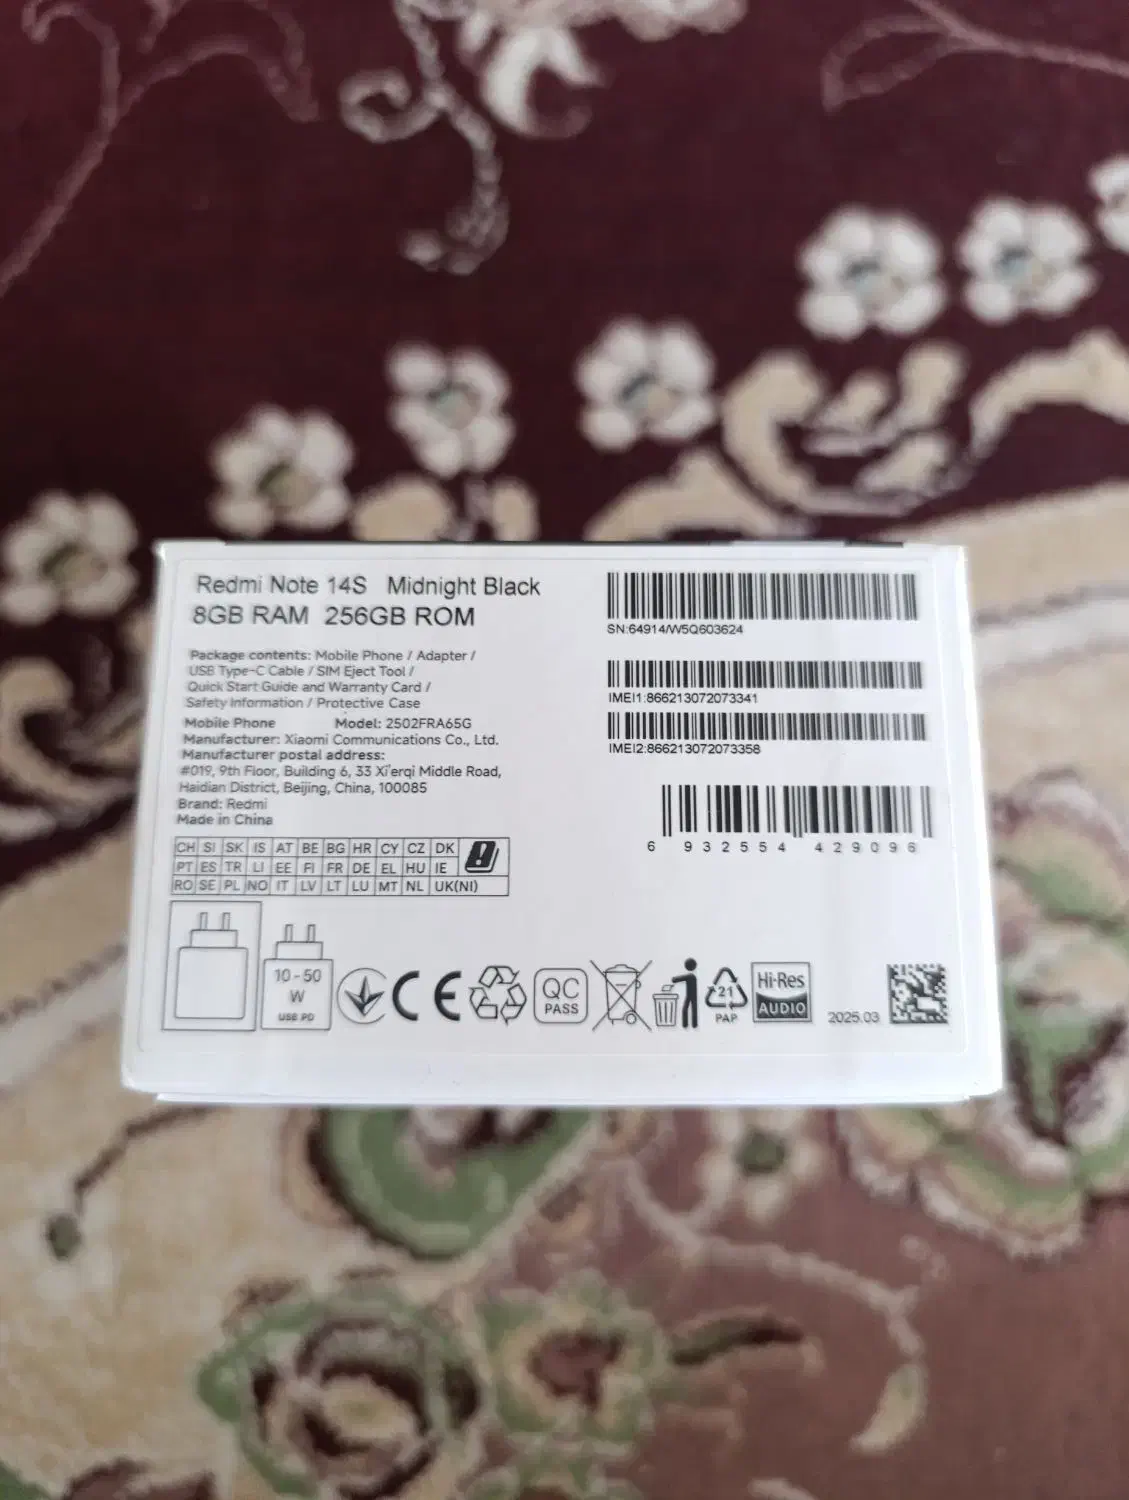 Redmi Note 14S Midnight Black
8GB RAM 256GB ROM
Package contents: Mobile Phone / Adapter /
USB Type-C Cable / SIM Eject Tool /
Quick Start Guide and Warranty Card /
Safety Information / Protective Case
Mobile Phone Model: 2502FRA65G
Manufacturer: Xiaomi Communications Co., Ltd.
Manufacturer postal address:
#019, 9th Floor, Building 6, 33 Xi'erqi Middle Road,
Haidian District, Beijing, China, 100085
Brand: Redmi
Made in China
SN:64914/W5Q603624
IMEI1:866213072073341
IMEI2:866213072073358
6 932554 429096
CH SI SK IS AT BE BG HR CY CZ DK
PT ES TR LI EE FI FR DE EL HU IE
RO SE PL NO IT LV LT LU MT NL UK(NI)
10 - 50
W
USB PD
CE
QC
PASS
21
PAP
Hi-Res
AUDIO
2025.03